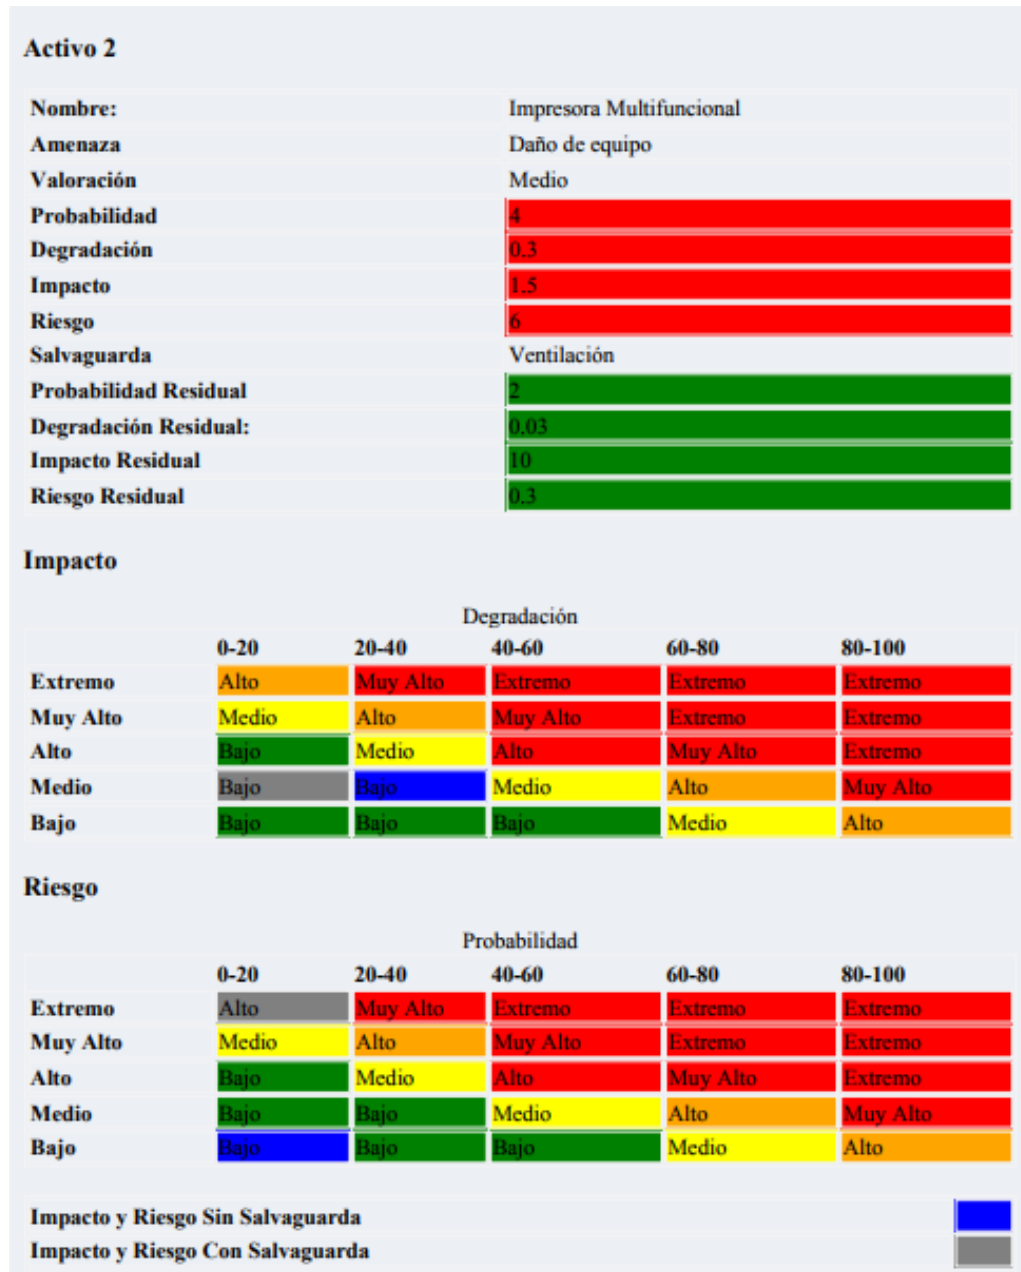 Activo 2
Nombre: Impresora Multifuncional
Amenaza Daño de equipo
Valoración Medio
Probabilidad 4
Degradación 0.3
Impacto 1.5
Riesgo 6
Salvaguarda Ventilación
Probabilidad Residual 2
Degradación Residual: 0.03
Impacto Residual 10
Riesgo Residual 0.3
Impacto
Degradación
0-20 20-40 40-60 60-80 80-100
Extremo Alto Muy Alto Extremo Extremo Extremo
Muy Alto Medio Alto Muy Alto Extremo Extremo
Alto Bajo Medio Alto Muy Alto Extremo
Medio Bajo Bajo Medio Alto Muy Alto
Bajo Bajo Bajo Bajo Medio Alto
Riesgo
Probabilidad
0-20 20-40 40-60 60-80 80-100
Extremo Alto Muy Alto Extremo Extremo Extremo
Muy Alto Medio Alto Muy Alto Extremo Extremo
Alto Bajo Medio Alto Muy Alto Extremo
Medio Bajo Bajo Medio Alto Muy Alto
Bajo Bajo Bajo Bajo Medio Alto
Impacto y Riesgo Sin Salvaguarda
Impacto y Riesgo Con Salvaguarda